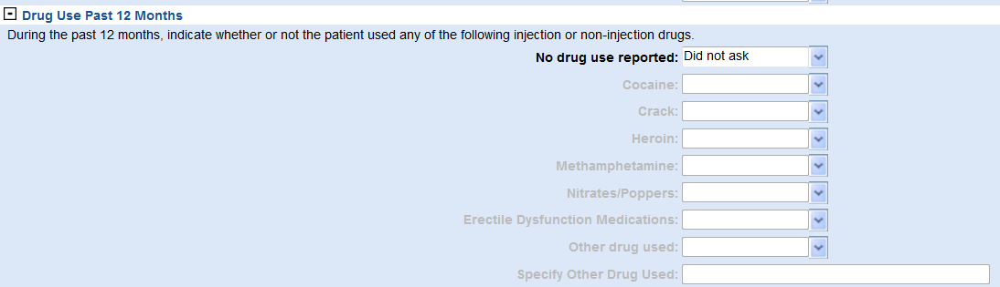 Drug Use Past 12 Months
During the past 12 months, indicate whether or not the patient used any of the following injection or non-injection drugs.
No drug use reported: Did not ask
Cocaine:
Crack:
Heroin:
Methamphetamine:
Nitrates/Poppers:
Erectile Dysfunction Medications:
Other drug used:
Specify Other Drug Used: